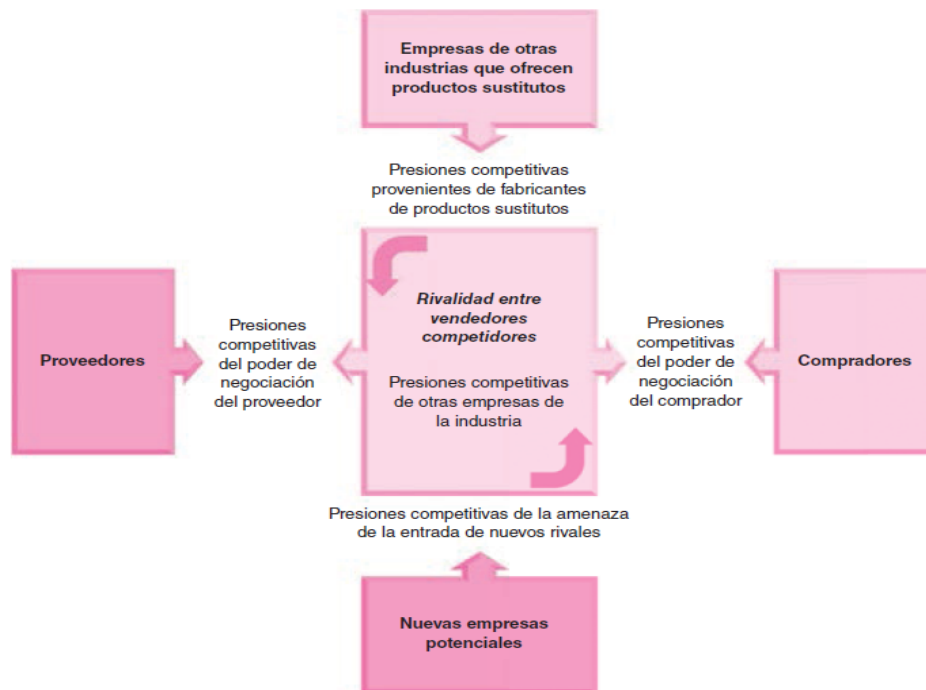 Empresas de otras
industrias que ofrecen
productos sustitutos
Presiones competitivas
provenientes de fabricantes
de productos sustitutos
Proveedores
Presiones
competitivas
del poder de
negociación
del proveedor
Rivalidad entre
vendedores
competidores
Presiones competitivas
de otras empresas de
la industria
Presiones
competitivas
del poder de
negociación
del comprador
Compradores
Presiones competitivas de la amenaza
de la entrada de nuevos rivales
Nuevas empresas
potenciales